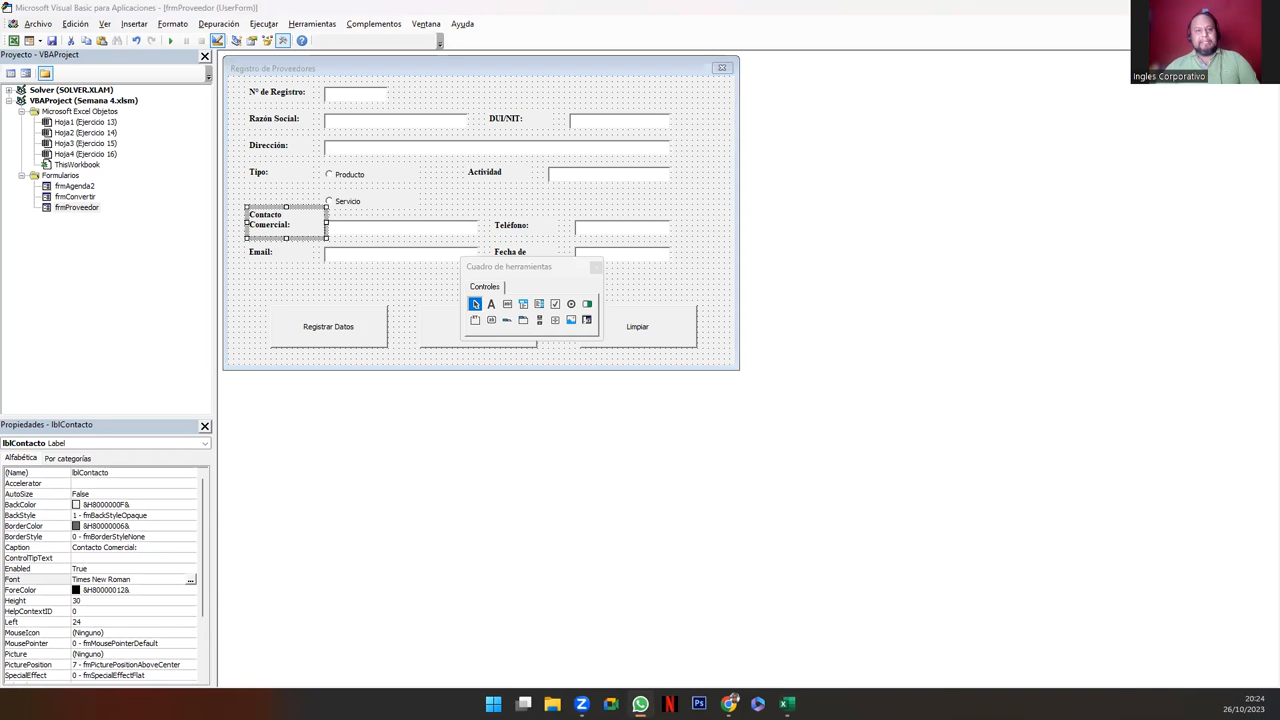 Microsoft Visual Basic para Aplicaciones - [frmProveedor (UserForm)]
Archivo Edición Ver Insertar Formato Depuración Ejecutar Herramientas Complementos Ventana Ayuda
Proyecto - VBAProject
Solver (SOLVER.XLAM)
VBAProject (Semana 4.xlsm)
Microsoft Excel Objetos
Hoja1 (Ejercicio 13)
Hoja2 (Ejercicio 14)
Hoja3 (Ejercicio 15)
Hoja4 (Ejercicio 16)
ThisWorkbook
Formularios
frmAgenda2
frmConvertir
frmProveedor
Registro de Proveedores
N° de Registro:
Razón Social: DUI/NIT:
Dirección:
Tipo: Producto Actividad
Servicio
Contacto
Comercial: Teléfono:
Email: Fecha de
Cuadro de herramientas
Controles
Registrar Datos Limpiar
Ingles Corporativo
Propiedades - lblContacto
lblContacto Label
Alfabética Por categorías
(Name) lblContacto
Accelerator
AutoSize False
BackColor &H8000000F&
BackStyle 1 - fmBackStyleOpaque
BorderColor &H80000006&
BorderStyle 0 - fmBorderStyleNone
Caption Contacto Comercial:
ControlTipText
Enabled True
Font Times New Roman ...
ForeColor &H80000012&
Height 30
HelpContextID 0
Left 24
MouseIcon (Ninguno)
MousePointer 0 - fmMousePointerDefault
Picture (Ninguno)
PicturePosition 7 - fmPicturePositionAboveCenter
SpecialEffect 0 - fmSpecialEffectFlat
20:24
26/10/2023